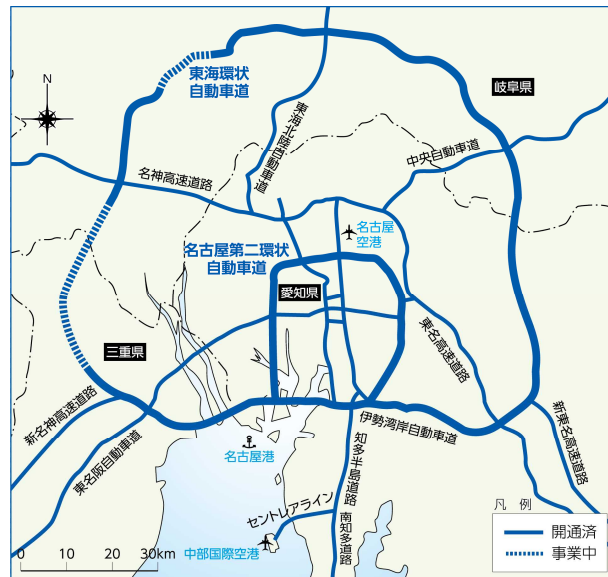 N
東海環状
自動車道
岐阜県
東海北陸自動車道
中央自動車道
名神高速道路
名古屋
空港
名古屋第二環状
自動車道
愛知県
三重県
東名高速道路
新名神高速道路
東名阪自動車道
伊勢湾岸自動車道
新東名高速道路
名古屋港
知多半島道路
セントレアライン
南知多道路
中部国際空港
凡 例
開通済
事業中
0 10 20 30km